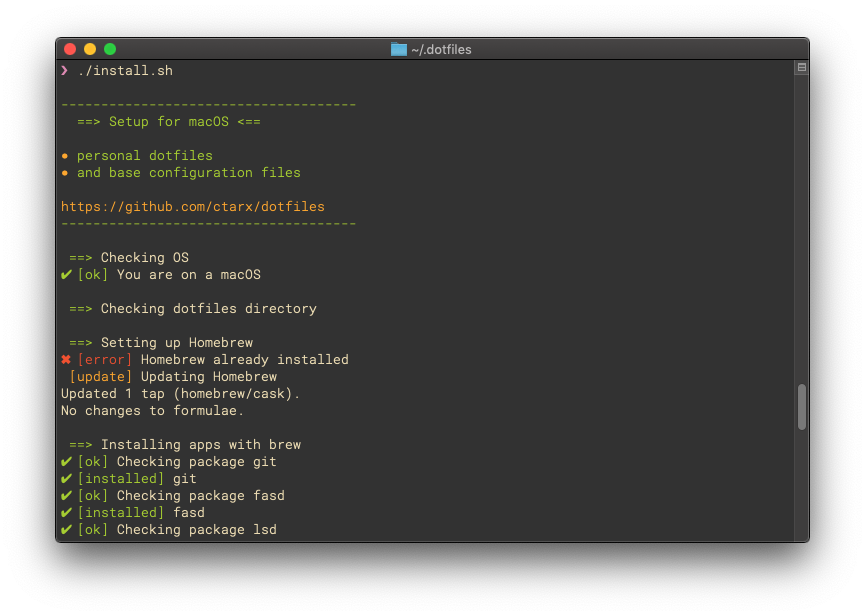 ~/.dotfiles
❯ ./install.sh
-------------------------------------
==> Setup for macOS <==
• personal dotfiles
• and base configuration files
https://github.com/ctarx/dotfiles
-------------------------------------
==> Checking OS
✔ [ok] You are on a macOS
==> Checking dotfiles directory
==> Setting up Homebrew
✖ [error] Homebrew already installed
[update] Updating Homebrew
Updated 1 tap (homebrew/cask).
No changes to formulae.
==> Installing apps with brew
✔ [ok] Checking package git
✔ [installed] git
✔ [ok] Checking package fasd
✔ [installed] fasd
✔ [ok] Checking package lsd